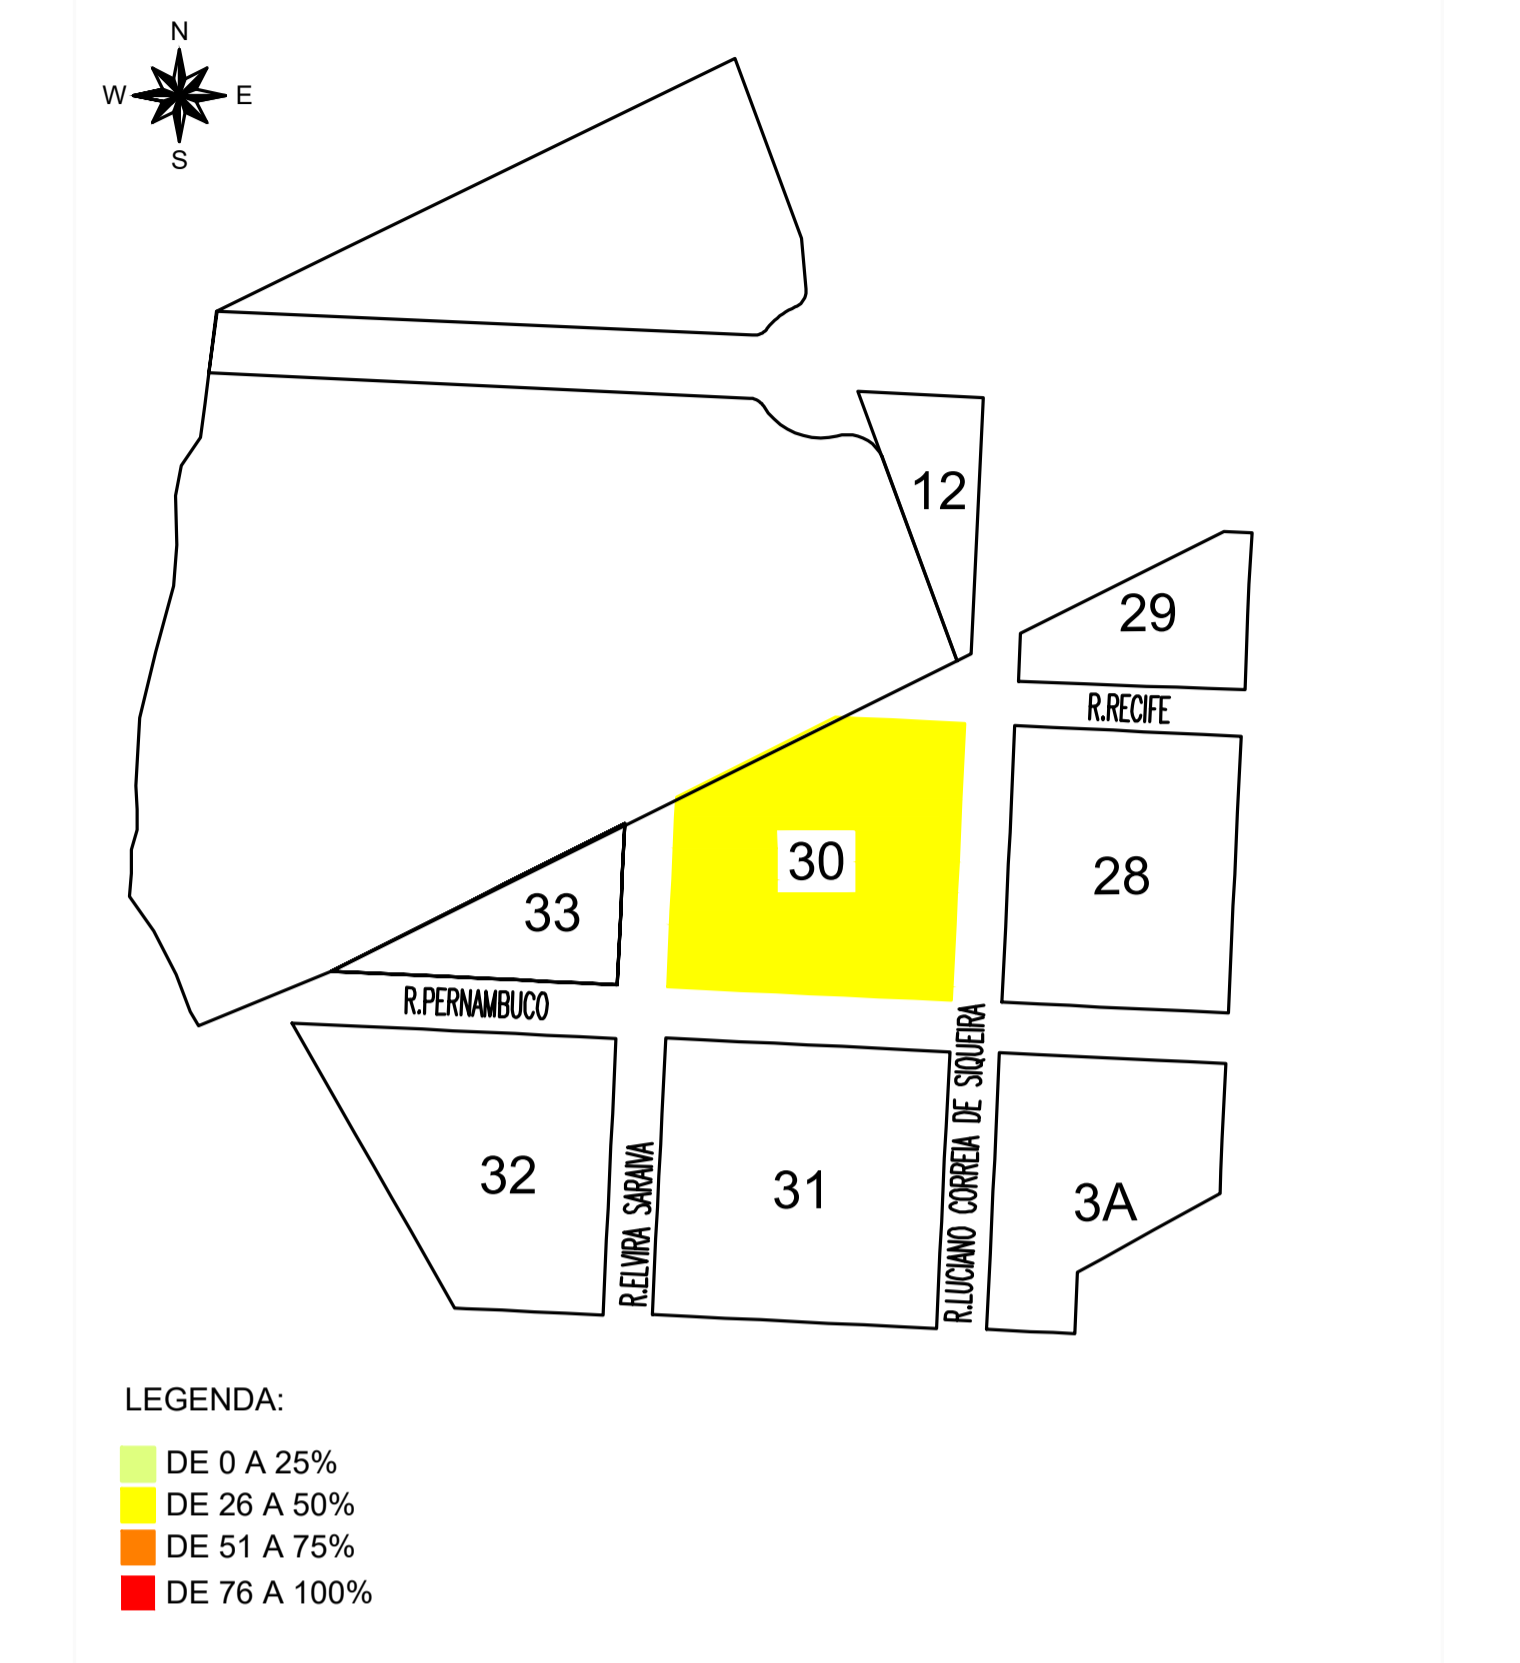 N
W E
S
12
29
R.RECIFE
30
28
33
R.PERNAMBUCO
32
R.ELVIRA SARAIVA
31
R.LUCIANO CORREIA DE SIQUEIRA
3A
LEGENDA:
DE 0 A 25%
DE 26 A 50%
DE 51 A 75%
DE 76 A 100%